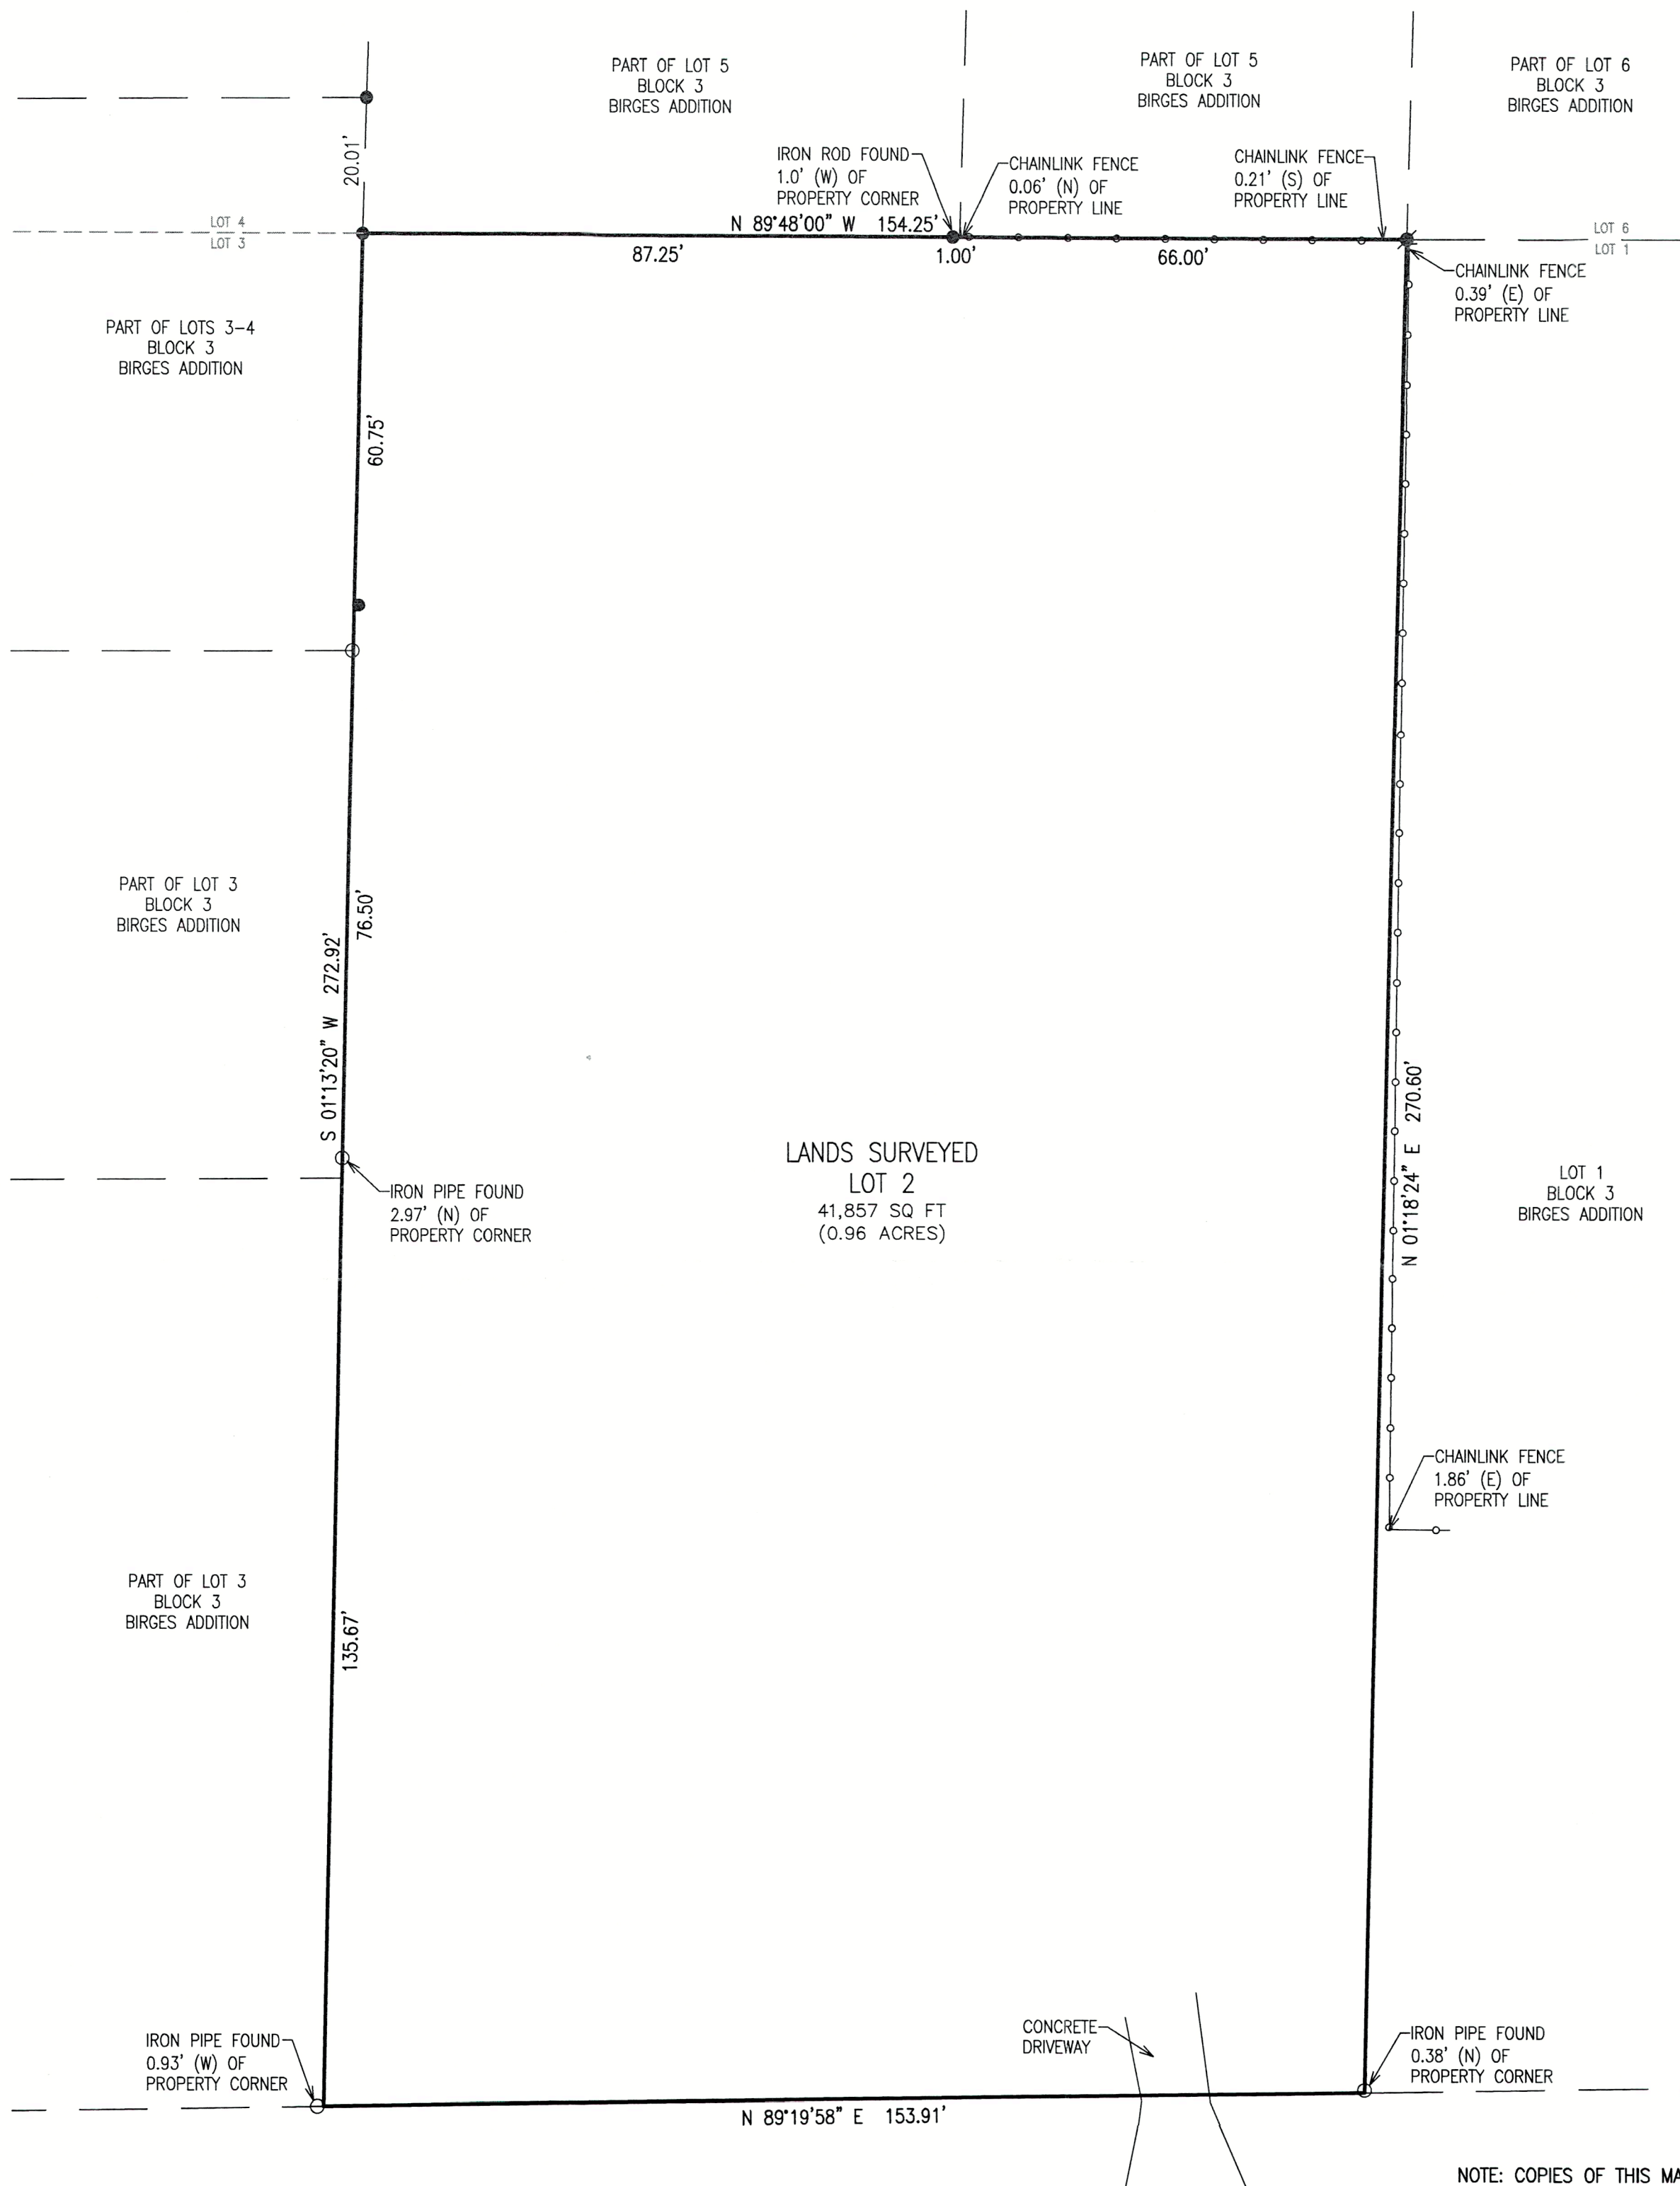 PART OF LOT 5
BLOCK 3
BIRGES ADDITION
PART OF LOT 5
BLOCK 3
BIRGES ADDITION
PART OF LOT 6
BLOCK 3
BIRGES ADDITION
20.01'
IRON ROD FOUND
1.0' (W) OF
PROPERTY CORNER
CHAINLINK FENCE
0.06' (N) OF
PROPERTY LINE
CHAINLINK FENCE
0.21' (S) OF
PROPERTY LINE
LOT 4
LOT 3
N 89°48'00" W 154.25'
87.25'
1.00'
66.00'
LOT 6
LOT 1
CHAINLINK FENCE
0.39' (E) OF
PROPERTY LINE
PART OF LOTS 3-4
BLOCK 3
BIRGES ADDITION
60.75'
PART OF LOT 3
BLOCK 3
BIRGES ADDITION
76.50'
S 01°13'20" W 272.92'
IRON PIPE FOUND
2.97' (N) OF
PROPERTY CORNER
LANDS SURVEYED
LOT 2
41,857 SQ FT
(0.96 ACRES)
N 01°18'24" E 270.60'
LOT 1
BLOCK 3
BIRGES ADDITION
CHAINLINK FENCE
1.86' (E) OF
PROPERTY LINE
PART OF LOT 3
BLOCK 3
BIRGES ADDITION
135.67'
IRON PIPE FOUND
0.93' (W) OF
PROPERTY CORNER
CONCRETE
DRIVEWAY
IRON PIPE FOUND
0.38' (N) OF
PROPERTY CORNER
N 89°19'58" E 153.91'
NOTE: COPIES OF THIS MA